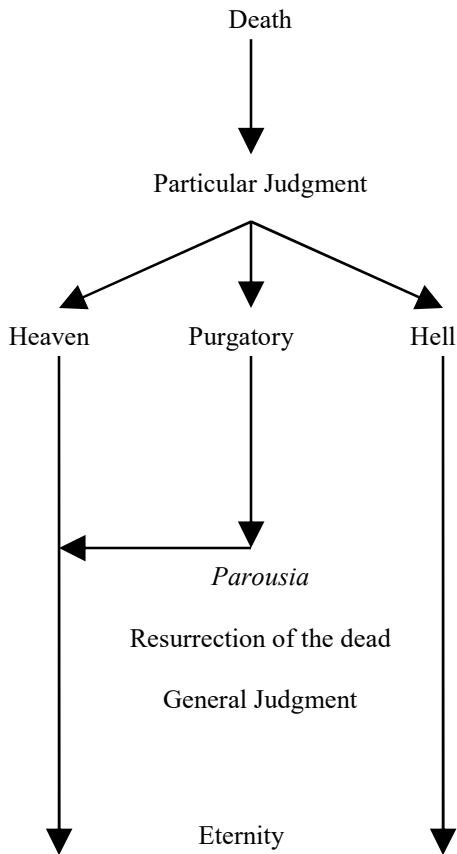 Death
Particular Judgment
Heaven Purgatory Hell
Parousia
Resurrection of the dead
General Judgment
Eternity